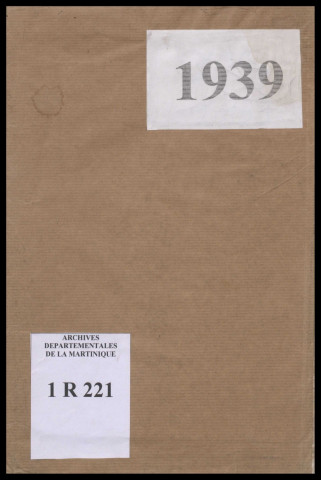 1939
ARCHIVES
DEPARTEMENTALES
DE LA MARTINIQUE
1 R 221